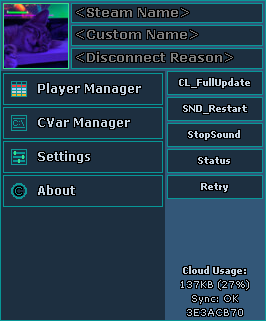 <Steam Name>
<Custom Name>
<Disconnect Reason>
Player Manager
CVar Manager
Settings
About
CL_FullUpdate
SND_Restart
StopSound
Status
Retry
Cloud Usage:
137KB (27%)
Sync: OK
3E3ACB70